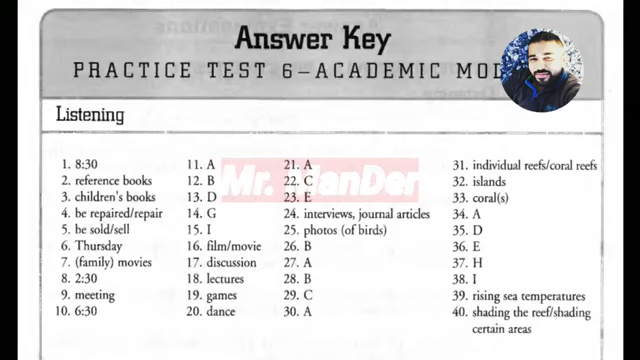 Answer Key
PRACTICE TEST 6–ACADEMIC
Listening
1. 8:30
2. reference books
3. children's books
4. be repaired/repair
5. be sold/sell
6. Thursday
7. (family) movies
8. 2:30
9. meeting
10. 6:30
11. A
12. B
13. D
14. G
15. I
16. film/movie
17. discussion
18. lectures
19. games
20. dance
21. A
22. C
23. E
24. interviews, journal articles
25. photos (of birds)
26. B
27. A
28. B
29. C
30. A
31. individual reefs/coral reefs
32. islands
33. coral(s)
34. A
35. D
36. E
37. H
38. I
39. rising sea temperatures
40. shading the reef/shading
certain areas
Mr.